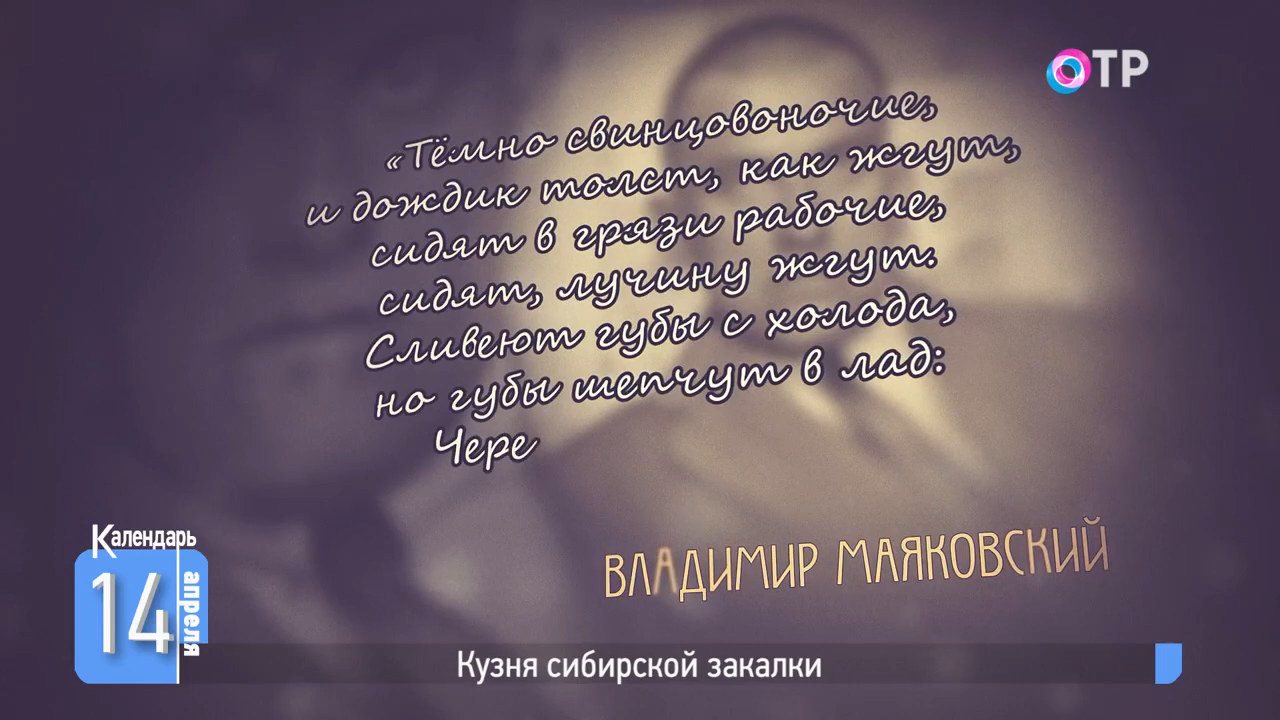 ОТР
«Тёмно свинцовоночие,
и дождик толст, как жгут,
сидят в грязи рабочие,
сидят, лучину жгут.
Сливеют губы с холода,
но губы шепчут в лад:
Чере
ВЛАДИМИР МАЯКОВСКИЙ
Календарь
14
апреля
Кузня сибирской закалки